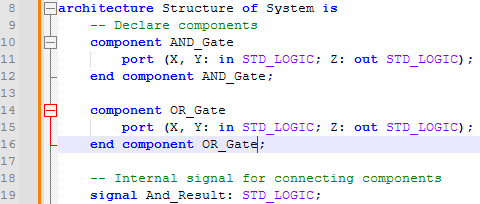 8 architecture Structure of System is
9 -- Declare components
10 component AND_Gate
11 port (X, Y: in STD_LOGIC; Z: out STD_LOGIC);
12 end component AND_Gate;
13
14 component OR_Gate
15 port (X, Y: in STD_LOGIC; Z: out STD_LOGIC);
16 end component OR_Gate;
17
18 -- Internal signal for connecting components
19 signal And_Result: STD_LOGIC;